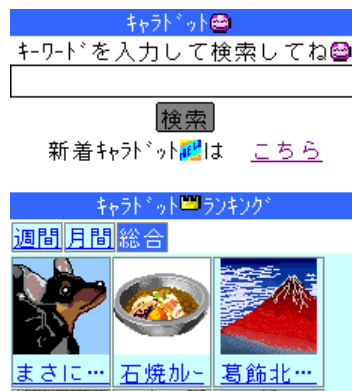 ｷｬﾗﾄﾞｯﾄ
ｷｰﾜｰﾄﾞを入力して検索してね
検索
新着ｷｬﾗﾄﾞｯﾄは こちら
ｷｬﾗﾄﾞｯﾄﾗﾝｷﾝｸﾞ
週間 月間 総合
まさに… 石焼ｶﾚｰ 葛飾北…